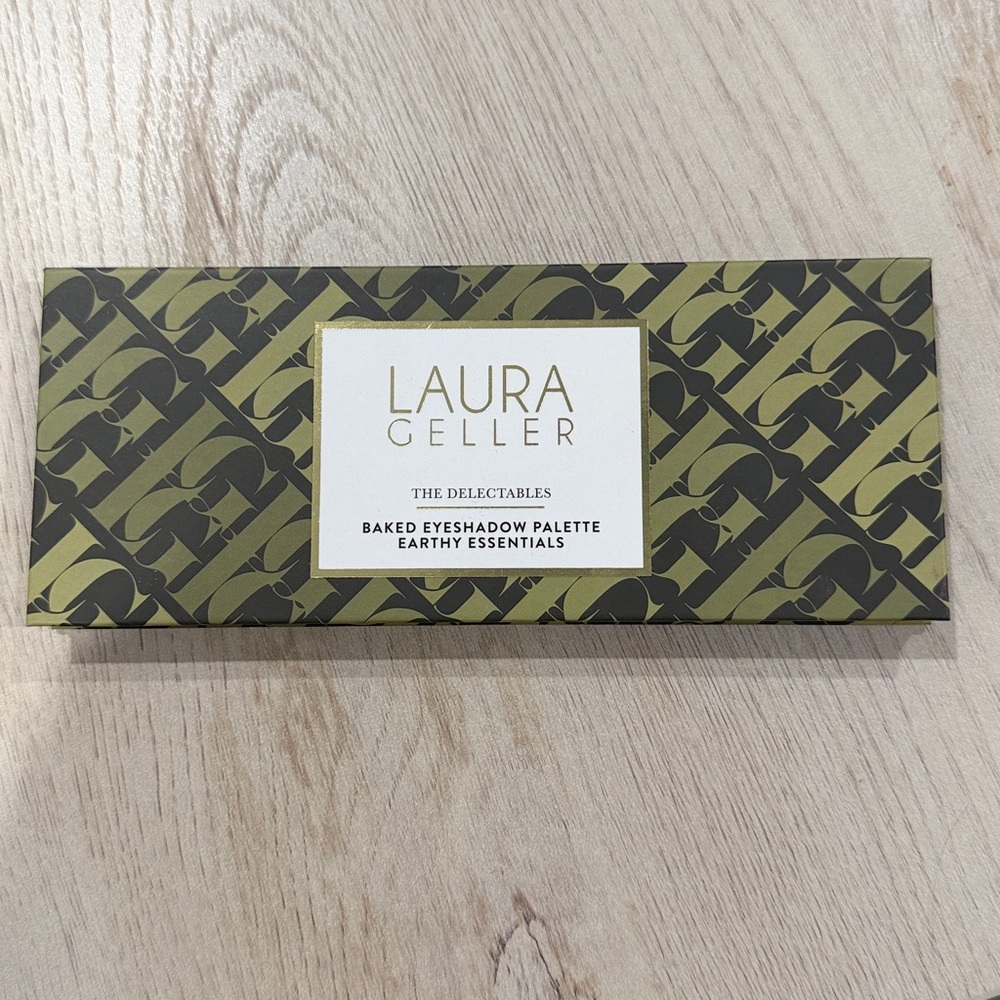 LAURA
GELLER
THE DELECTABLES
BAKED EYESHADOW PALETTE
EARTHY ESSENTIALS